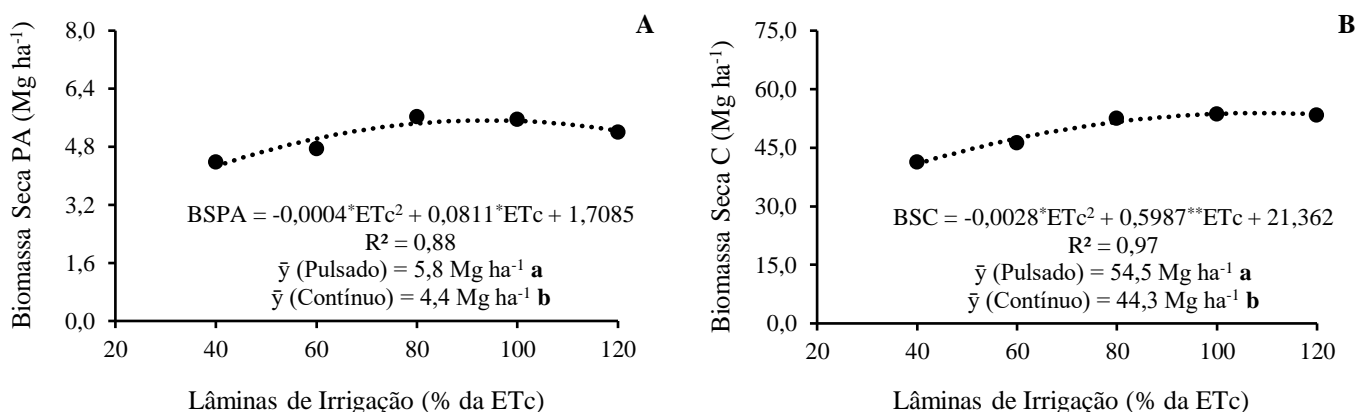 A
Biomassa Seca PA (Mg ha⁻¹)
8,0
6,4
4,8
3,2
1,6
0,0
BSPA = -0,0004*ETc² + 0,0811*ETc + 1,7085
R² = 0,88
ȳ (Pulsado) = 5,8 Mg ha⁻¹ a
ȳ (Contínuo) = 4,4 Mg ha⁻¹ b
20 40 60 80 100 120
Lâminas de Irrigação (% da ETc)
B
Biomassa Seca C (Mg ha⁻¹)
75,0
60,0
45,0
30,0
15,0
0,0
BSC = -0,0028*ETc² + 0,5987**ETc + 21,362
R² = 0,97
ȳ (Pulsado) = 54,5 Mg ha⁻¹ a
ȳ (Contínuo) = 44,3 Mg ha⁻¹ b
20 40 60 80 100 120
Lâminas de Irrigação (% da ETc)